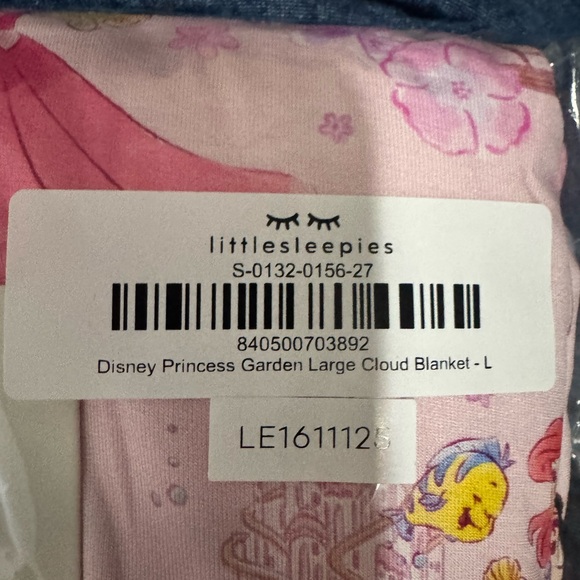 littlesleepies
S-0132-0156-27
840500703892
Disney Princess Garden Large Cloud Blanket - L
LE1611125